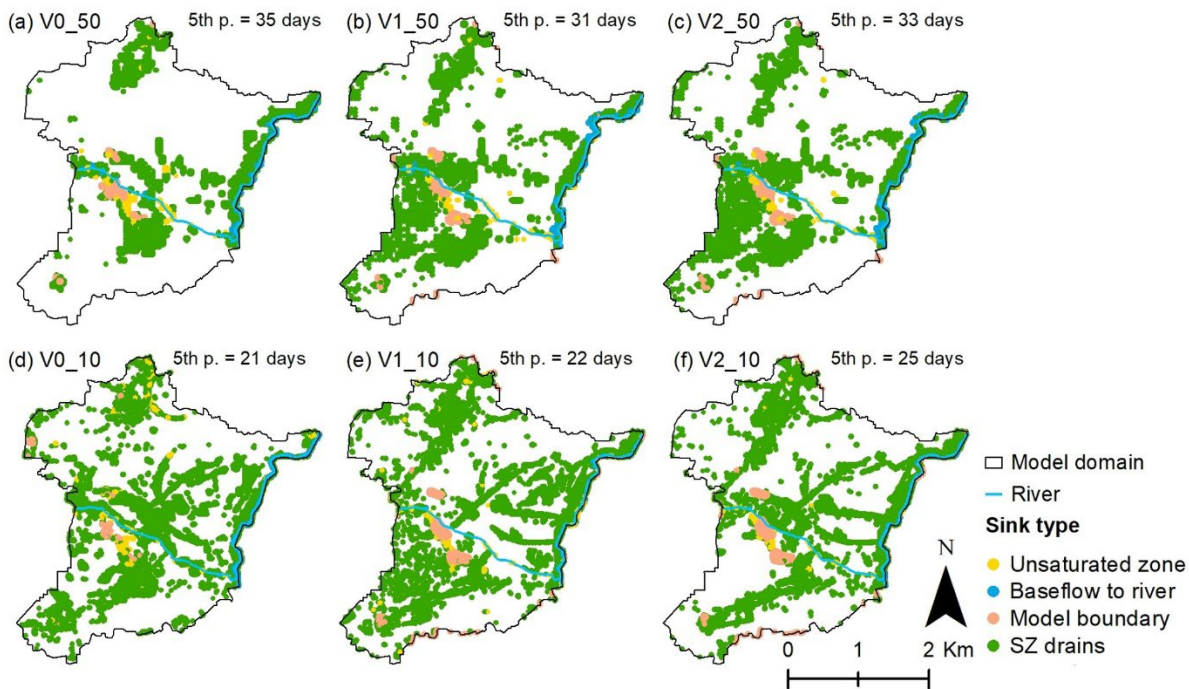 (a) V0_50 5th p. = 35 days
(b) V1_50 5th p. = 31 days
(c) V2_50 5th p. = 33 days
(d) V0_10 5th p. = 21 days
(e) V1_10 5th p. = 22 days
(f) V2_10 5th p. = 25 days
Model domain
River
Sink type
Unsaturated zone
Baseflow to river
Model boundary
SZ drains
N
0 1 2 Km